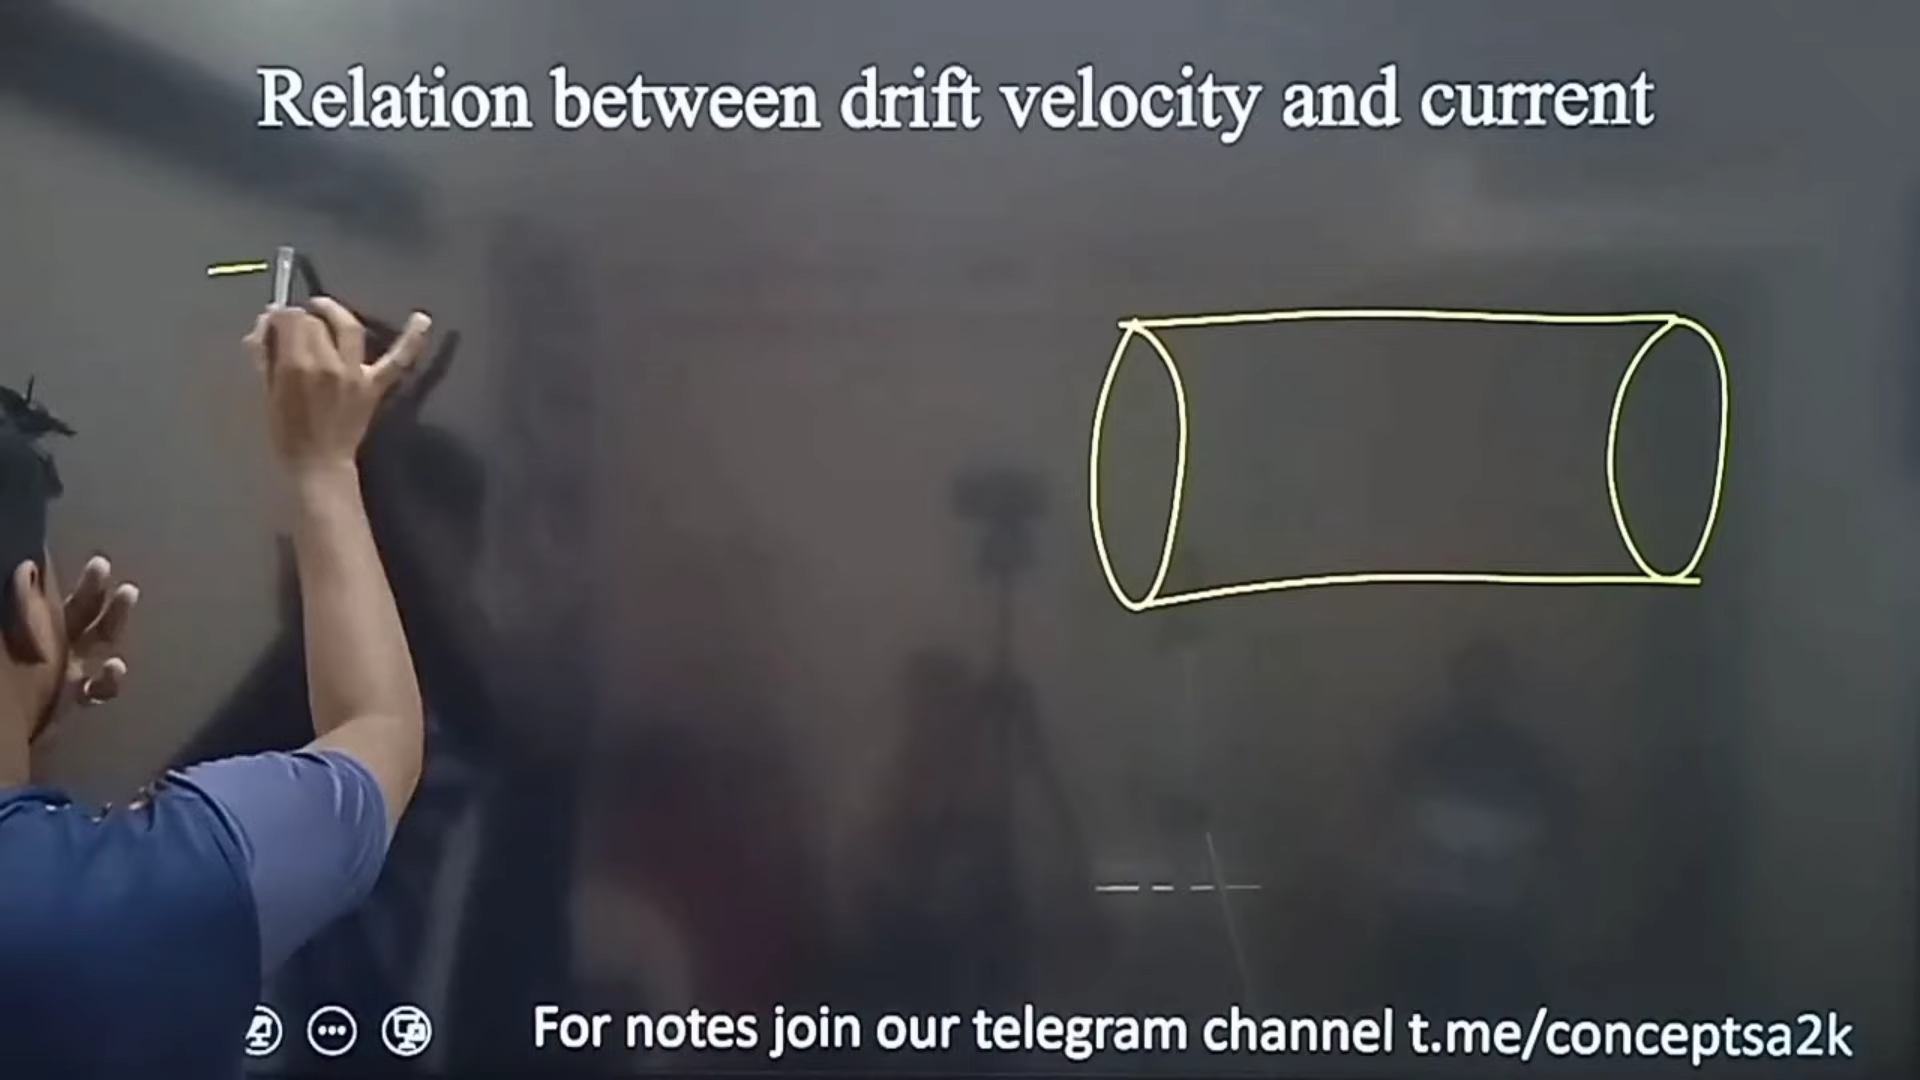 Relation between drift velocity and current
For notes join our telegram channel t.me/conceptsa2k